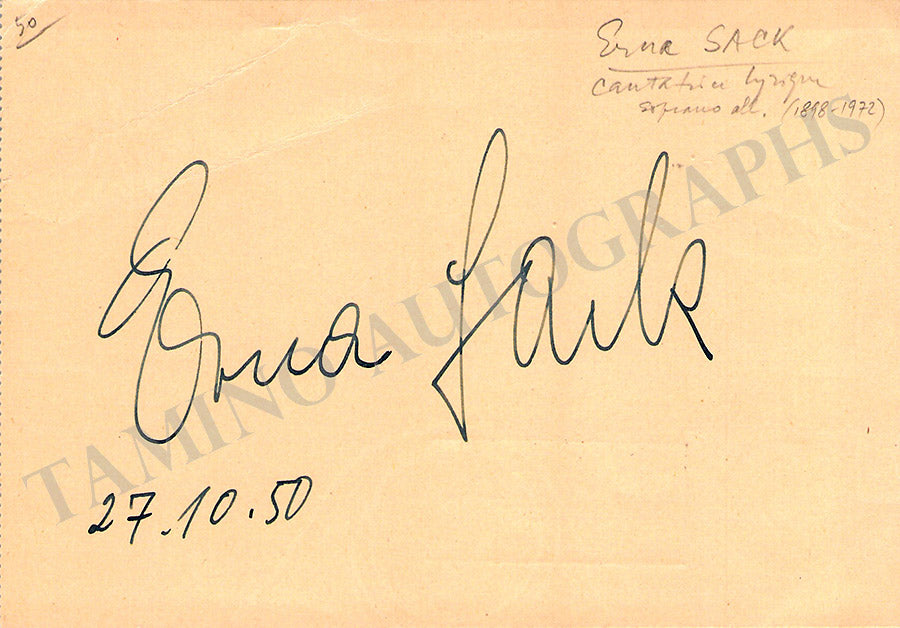 50
Erna SACK
cantatrice lyrique
soprano all. (1898-1972)
Erna Sack
27.10.50
TAMINO AUTOGRAPHS